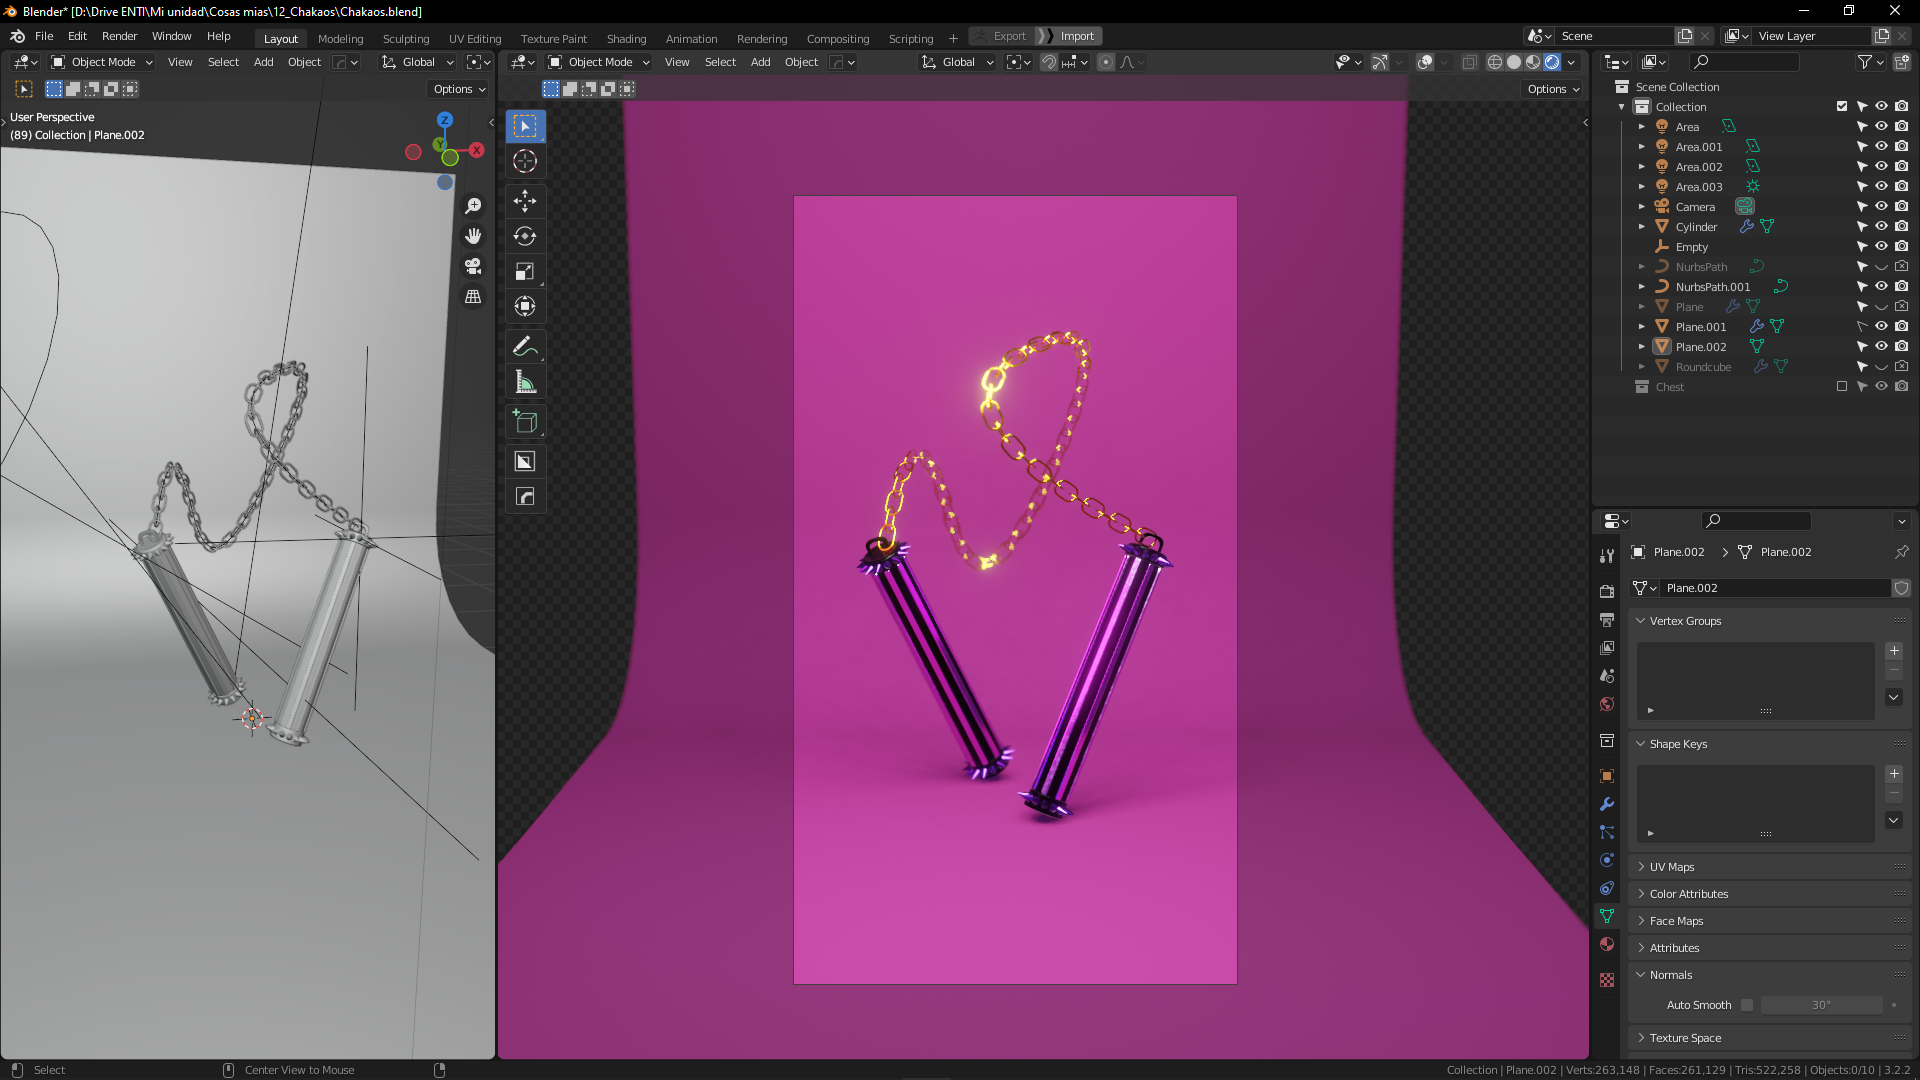 Blender* [D:\Drive ENTI\Mi unidad\Cosas mias\12_Chakaos\Chakaos.blend]
File Edit Render Window Help Layout Modeling Sculpting UV Editing Texture Paint Shading Animation Rendering Compositing Scripting + Export Import Scene View Layer
Object Mode View Select Add Object Global
Object Mode View Select Add Object Global
Options
Options
User Perspective
(89) Collection | Plane.002
Z
Y
X
Scene Collection
Collection
Area
Area.001
Area.002
Area.003
Camera
Cylinder
Empty
NurbsPath
NurbsPath.001
Plane
Plane.001
Plane.002
Roundcube
Chest
Plane.002 > Plane.002
Plane.002
Vertex Groups
Shape Keys
UV Maps
Color Attributes
Face Maps
Attributes
Normals
Auto Smooth 30°
Texture Space
Select Center View to Mouse
Collection | Plane.002 | Verts:263,148 | Faces:261,129 | Tris:522,258 | Objects:0/10 | 3.2.2